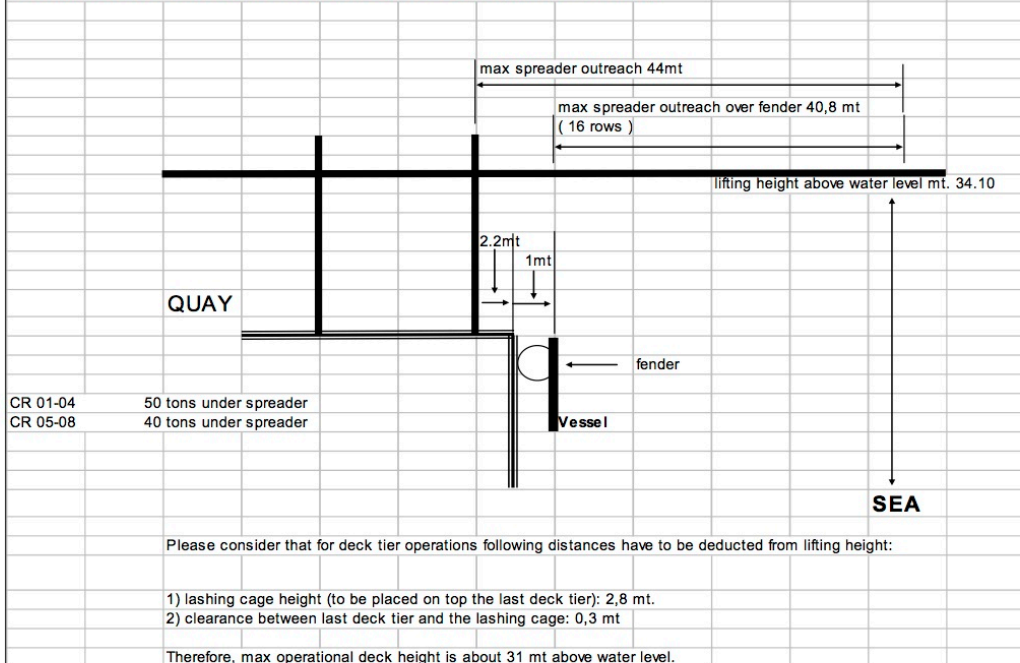 max spreader outreach 44mt
max spreader outreach over fender 40,8 mt
( 16 rows )
lifting height above water level mt. 34.10
2.2mt
1mt
QUAY
fender
CR 01-04 50 tons under spreader
CR 05-08 40 tons under spreader
Vessel
SEA
Please consider that for deck tier operations following distances have to be deducted from lifting height:
1) lashing cage height (to be placed on top the last deck tier): 2,8 mt.
2) clearance between last deck tier and the lashing cage: 0,3 mt
Therefore, max operational deck height is about 31 mt above water level.